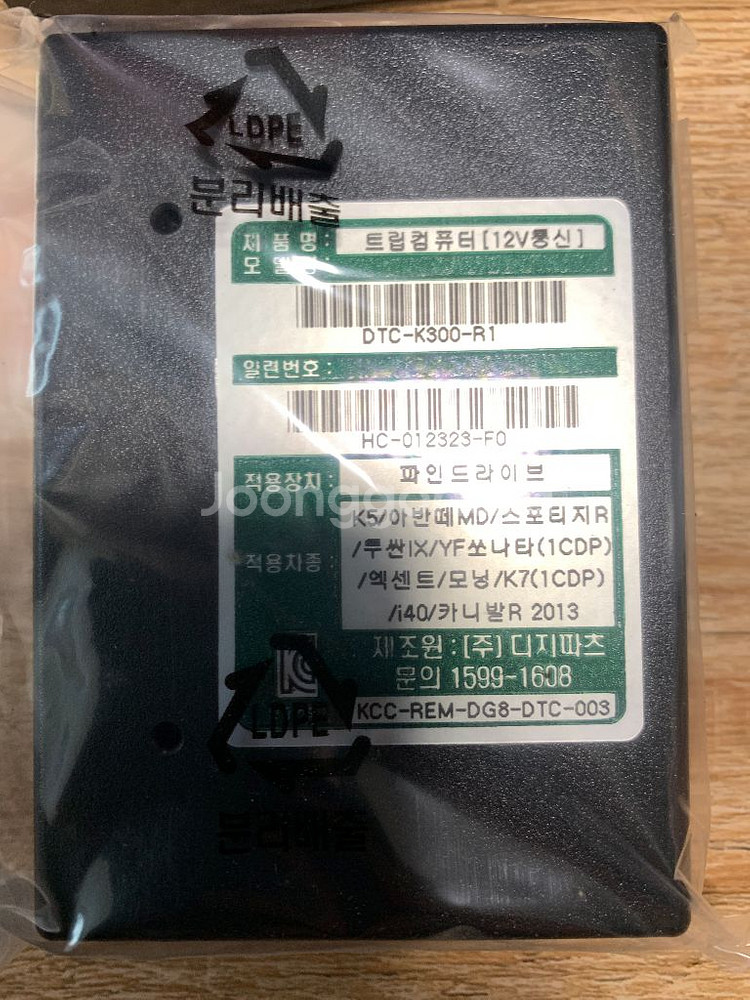 LDPE
분리배출
제 품 명 : 트립컴퓨터[12V통신]
모 델 명 :
DTC-K300-R1
일련번호 :
HC-012323-F0
적용장치 : 파인드라이브
Joongg
K5/아반떼MD/스포티지R
/투싼IX/YF쏘나타(1CDP)
적용차종 :
/엑센트/모닝/K7(1CDP)
/i40/카니발R 2013
제조원 : (주) 디지파츠
문의 1599-1608
KCC-REM-DG8-DTC-003
LDPE
분리배출